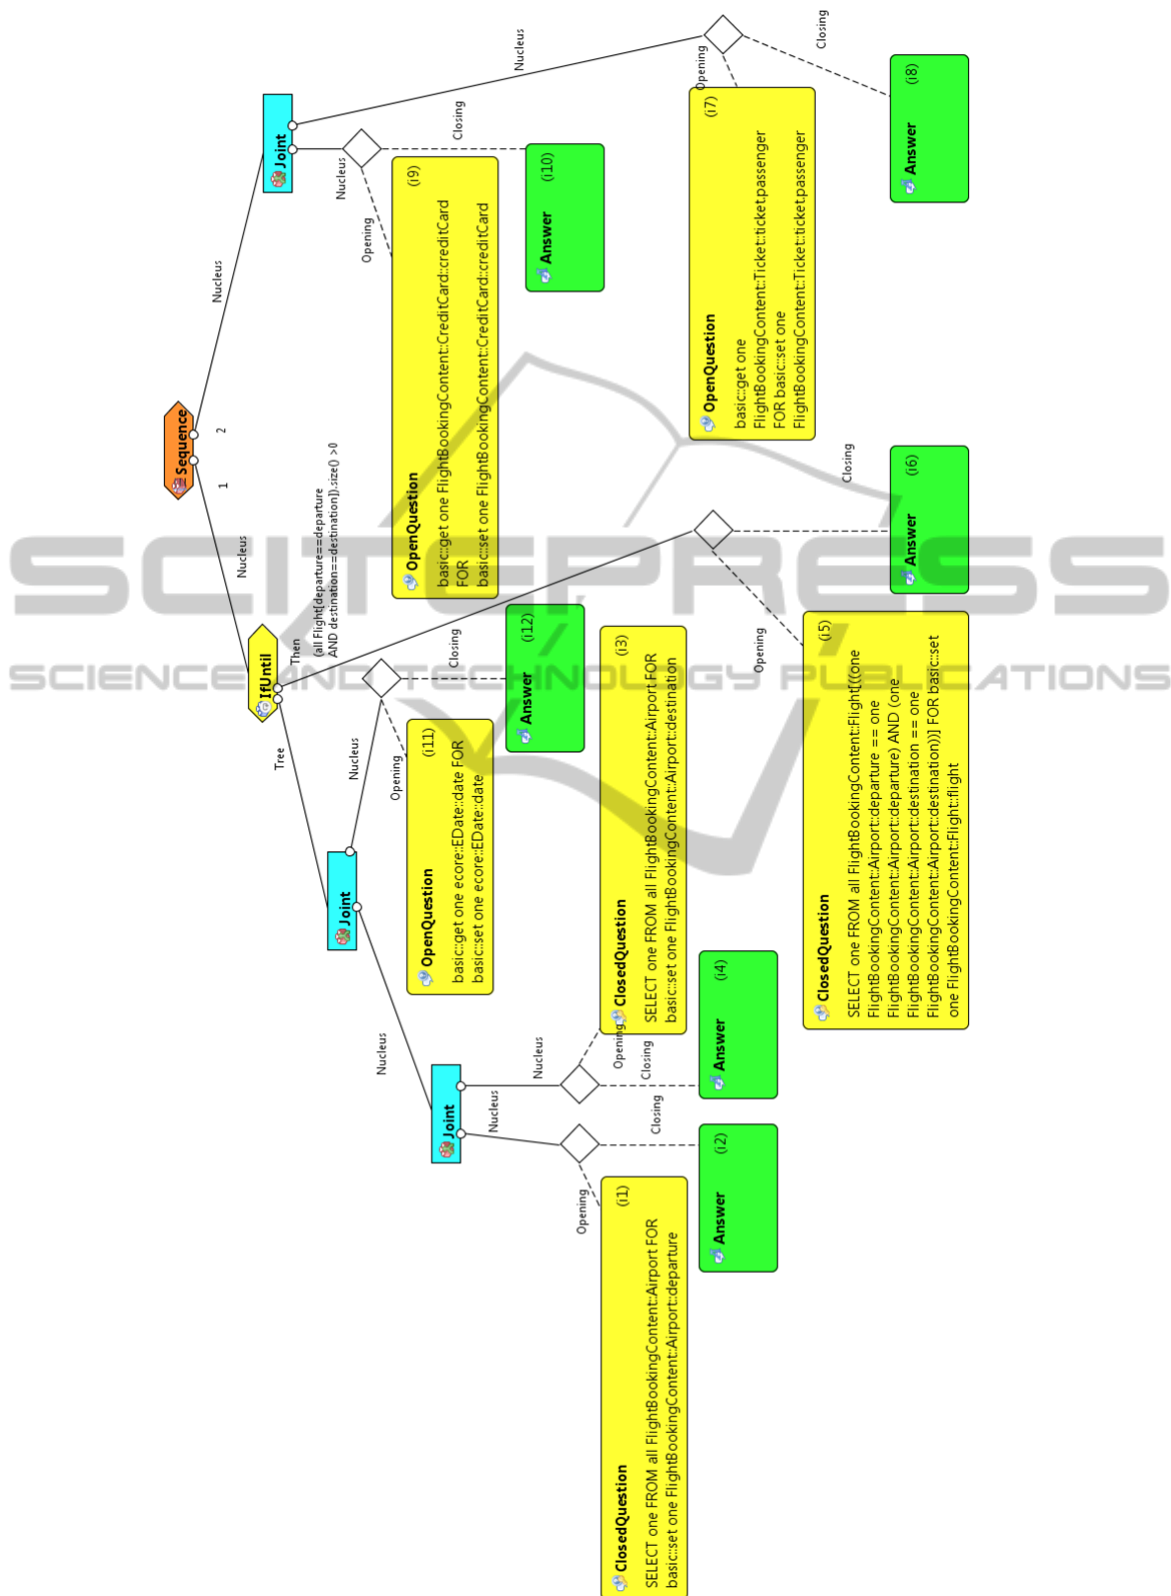 Sequence
1
2
Nucleus
Nucleus
IfUntil
Tree
Then
(all Flight[departure==departure
AND destination==destination]).size() >0
Joint
Nucleus
Nucleus
Joint
Nucleus
Nucleus
Opening
Closing
ClosedQuestion
(i1)
SELECT one FROM all FlightBookingContent::Airport FOR
basic::set one FlightBookingContent::Airport::departure
Answer
(i2)
Opening
Closing
ClosedQuestion
(i3)
SELECT one FROM all FlightBookingContent::Airport FOR
basic::set one FlightBookingContent::Airport::destination
Answer
(i4)
Opening
Closing
OpenQuestion
(i11)
basic::get one ecore::EDate::date FOR
basic::set one ecore::EDate::date
Answer
(i12)
Opening
Closing
ClosedQuestion
(i5)
SELECT one FROM all FlightBookingContent::Flight[((one
FlightBookingContent::Airport::departure == one
FlightBookingContent::Airport::departure) AND (one
FlightBookingContent::Airport::destination == one
FlightBookingContent::Airport::destination))] FOR basic::set
one FlightBookingContent::Flight::flight
Answer
(i6)
Joint
Nucleus
Nucleus
Opening
Closing
OpenQuestion
(i9)
basic::get one FlightBookingContent::CreditCard::creditCard
FOR
basic::set one FlightBookingContent::CreditCard::creditCard
Answer
(i10)
Opening
Closing
OpenQuestion
(i7)
basic::get one
FlightBookingContent::Ticket::ticket.passenger
FOR basic::set one
FlightBookingContent::Ticket::ticket.passenger
Answer
(i8)
SCITEPRESS
SCIENCE AND TECHNOLOGY PUBLICATIONS